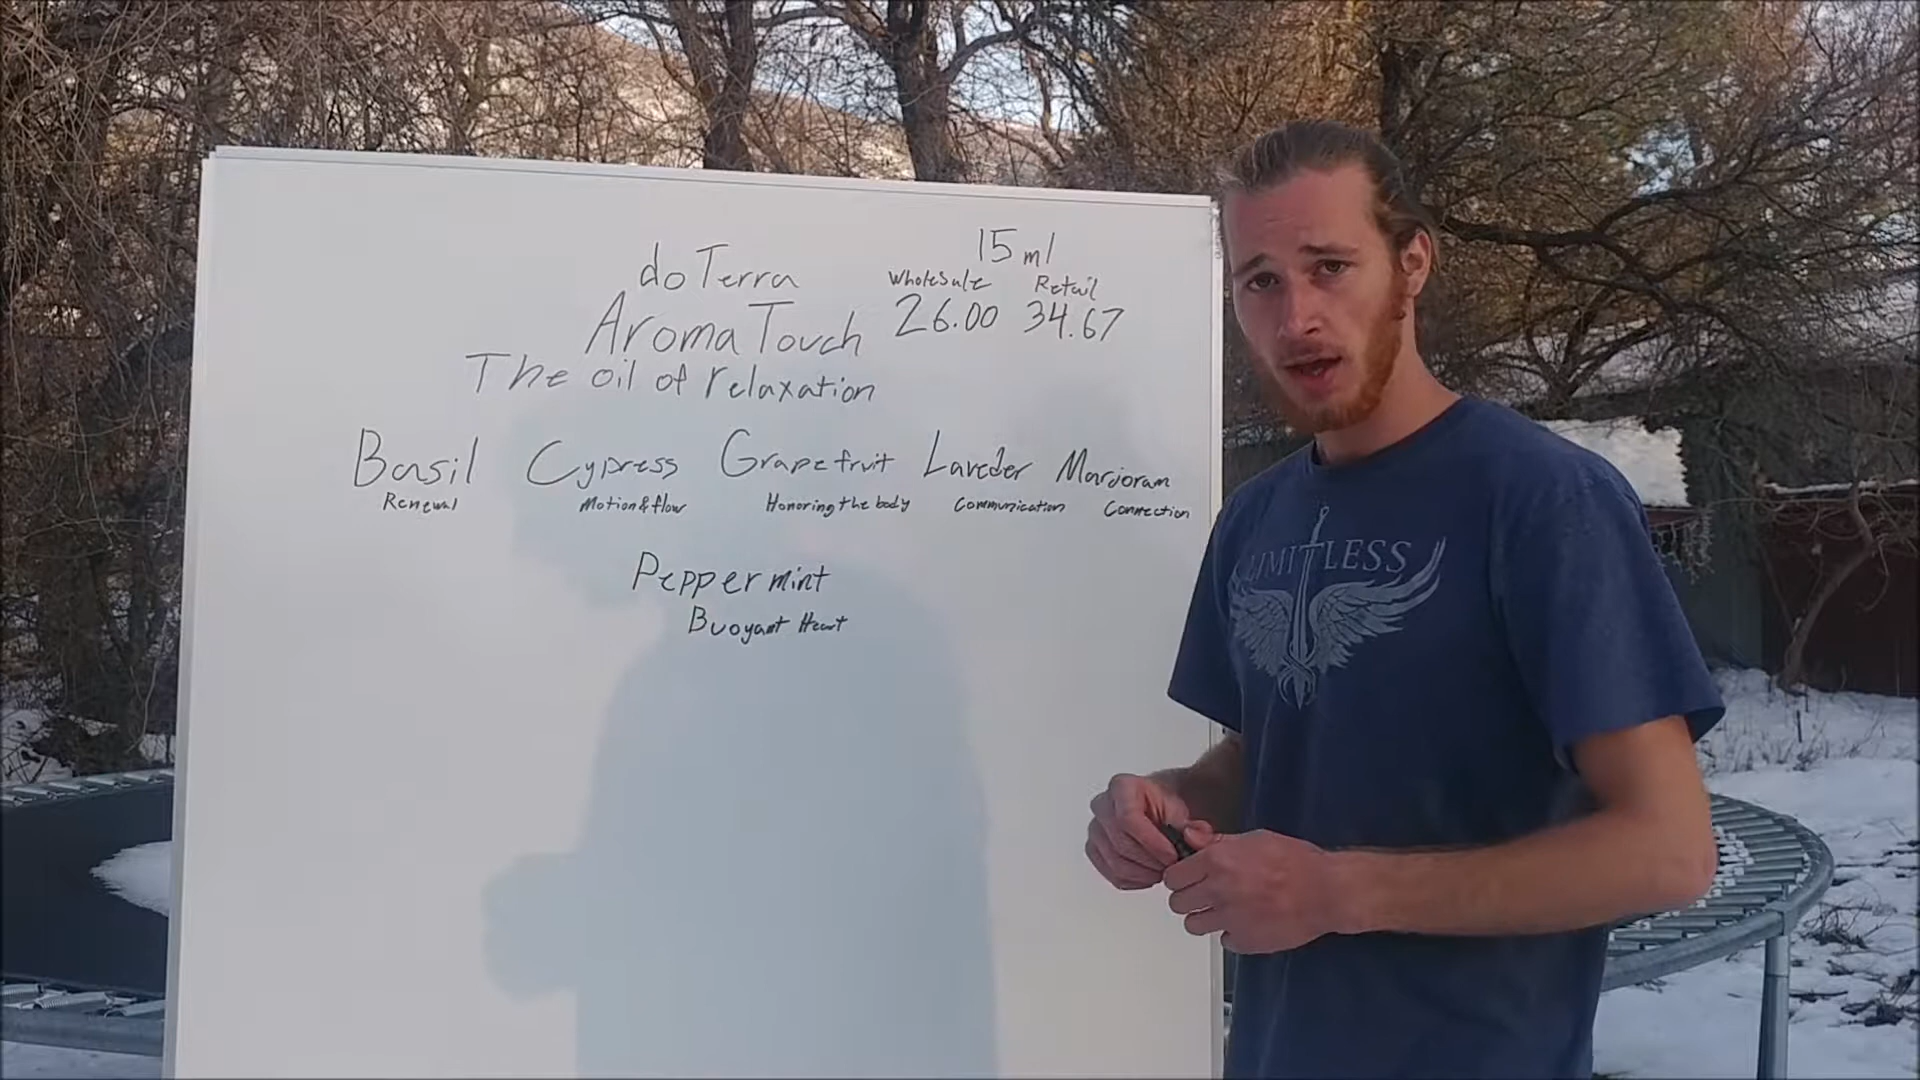 15 ml
doTerra Wholesale Retail
AromaTouch 26.00 34.67
The oil of relaxation
Basil Cypress Grapefruit Laveder Marjoram
Renewal Motion & flow Honoring the body Communication Connection
Peppermint
Buoyant Heart
LIMITLESS